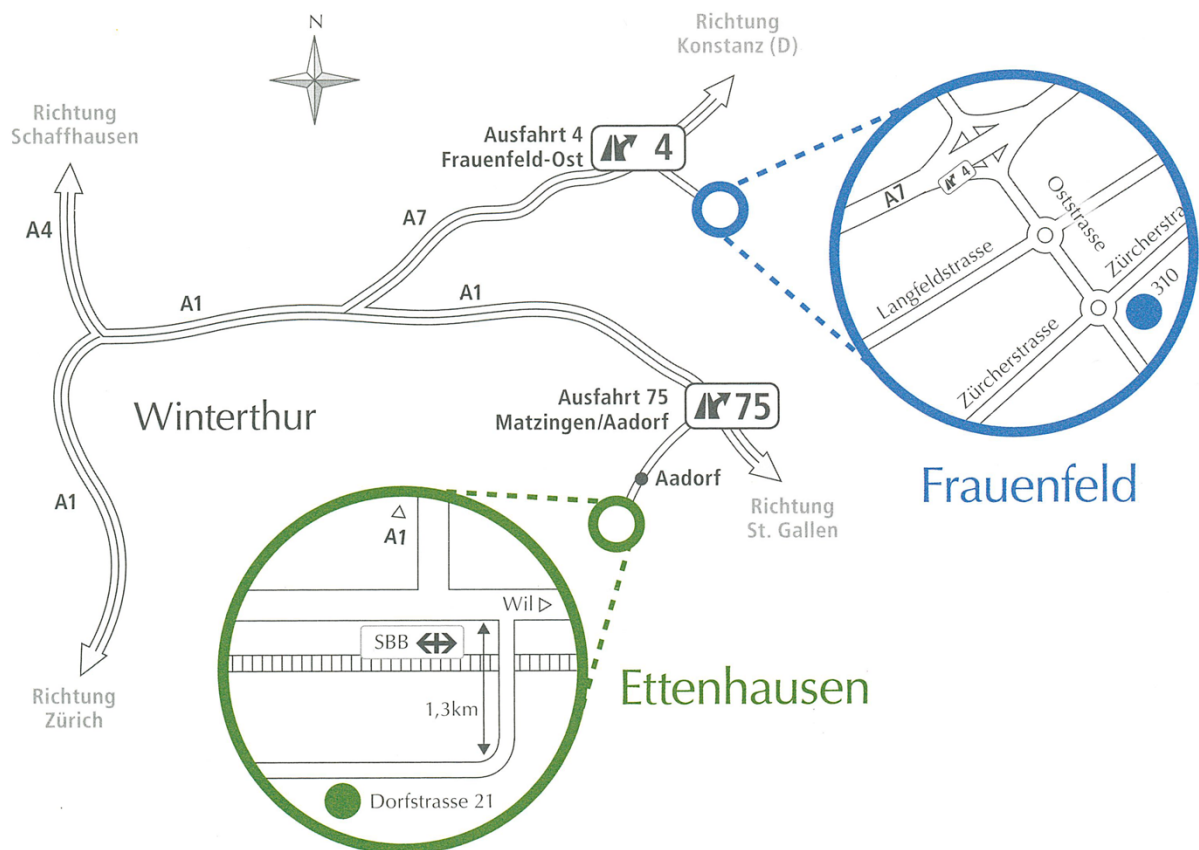 N
Richtung
Konstanz (D)
Richtung
Schaffhausen
Ausfahrt 4
Frauenfeld-Ost
4
A4
A7
A1
A1
A7
4
Oststrasse
Zürcherstra
Langfeldstrasse
310
Zürcherstrasse
Winterthur
Ausfahrt 75
Matzingen/Aadorf
75
Aadorf
Frauenfeld
A1
Richtung
St. Gallen
A1
Wil
SBB
1,3km
Ettenhausen
Richtung
Zürich
Dorfstrasse 21